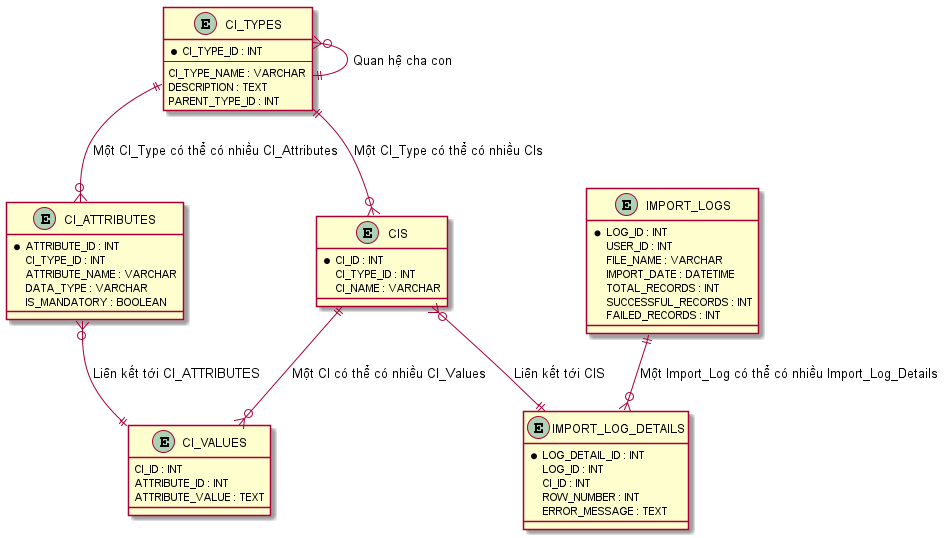 E CI_TYPES
CI_TYPE_ID : INT
CI_TYPE_NAME : VARCHAR
DESCRIPTION : TEXT
PARENT_TYPE_ID : INT
Quan hệ cha con
Một CI_Type có thể có nhiều CI_Attributes
Một CI_Type có thể có nhiều CIs
E CI_ATTRIBUTES
ATTRIBUTE_ID : INT
CI_TYPE_ID : INT
ATTRIBUTE_NAME : VARCHAR
DATA_TYPE : VARCHAR
IS_MANDATORY : BOOLEAN
E CIS
CI_ID : INT
CI_TYPE_ID : INT
CI_NAME : VARCHAR
E IMPORT_LOGS
LOG_ID : INT
USER_ID : INT
FILE_NAME : VARCHAR
IMPORT_DATE : DATETIME
TOTAL_RECORDS : INT
SUCCESSFUL_RECORDS : INT
FAILED_RECORDS : INT
Liên kết tới CI_ATTRIBUTES
Một CI có thể có nhiều CI_Values
Liên kết tới CIS
Một Import_Log có thể có nhiều Import_Log_Details
E CI_VALUES
CI_ID : INT
ATTRIBUTE_ID : INT
ATTRIBUTE_VALUE : TEXT
E IMPORT_LOG_DETAILS
LOG_DETAIL_ID : INT
LOG_ID : INT
CI_ID : INT
ROW_NUMBER : INT
ERROR_MESSAGE : TEXT